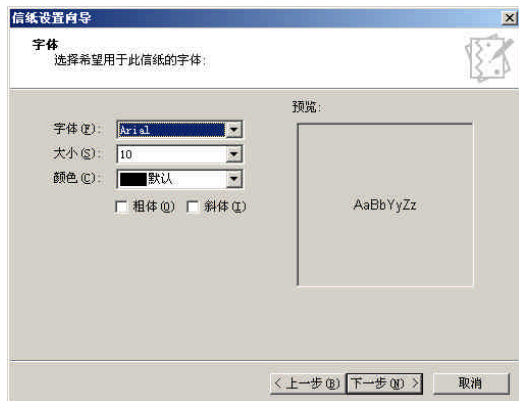 信纸设置向导
字体
选择希望用于此信纸的字体:
预览:
字体(F): Arial
大小(S): 10
颜色(C): 默认
粗体(O) 斜体(I)
AaBbYyZz
< 上一步(B) 下一步(N) > 取消